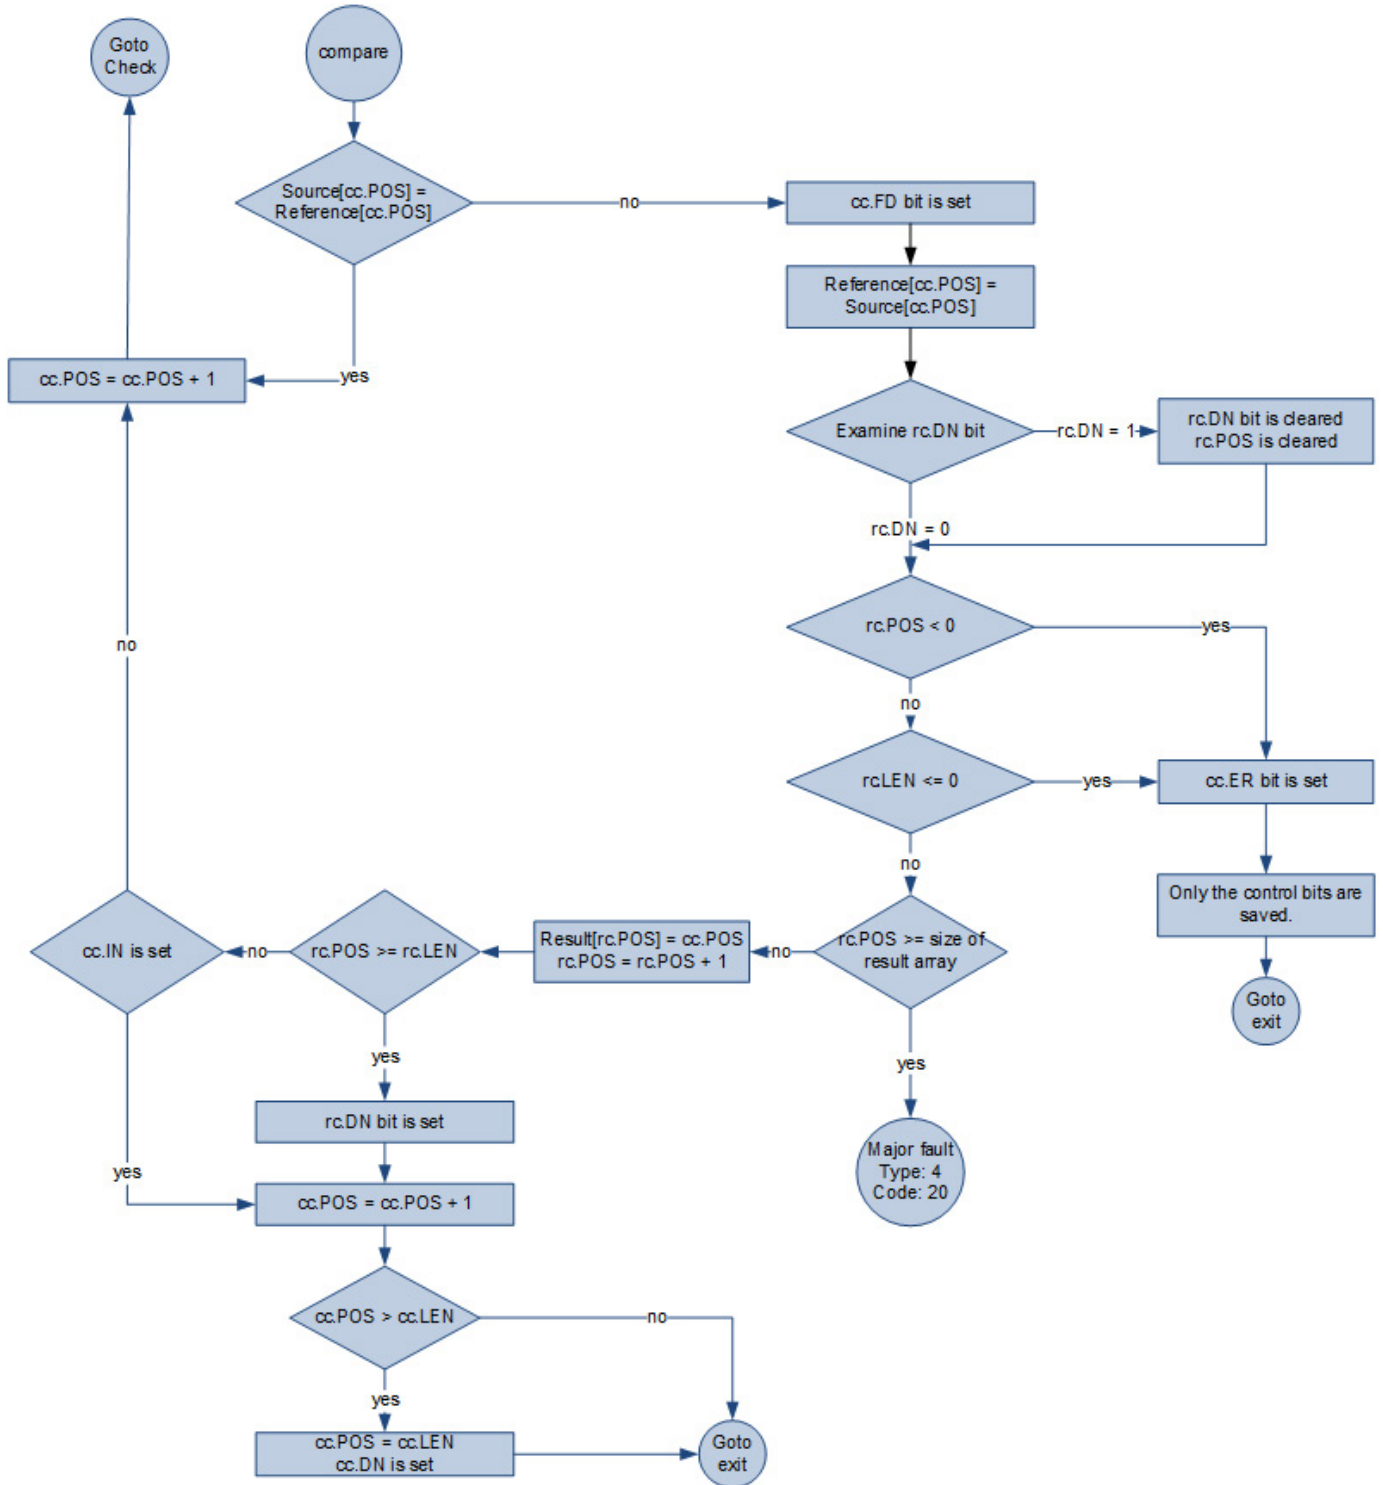 Goto
Check
compare
Source[cc.POS] =
Reference[cc.POS]
no
cc.FD bit is set
Reference[cc.POS] =
Source[cc.POS]
yes
cc.POS = cc.POS + 1
Examine rc.DN bit
rc.DN = 1
rc.DN bit is cleared
rc.POS is cleared
rc.DN = 0
rc.POS < 0
yes
no
no
rc.LEN <= 0
yes
cc.ER bit is set
no
Only the control bits are
saved.
cc.IN is set
no
rc.POS >= rc.LEN
Result[rc.POS] = cc.POS
rc.POS = rc.POS + 1
no
rc.POS >= size of
result array
Goto
exit
yes
yes
rc.DN bit is set
Major fault
Type: 4
Code: 20
yes
cc.POS = cc.POS + 1
cc.POS > cc.LEN
no
yes
cc.POS = cc.LEN
cc.DN is set
Goto
exit